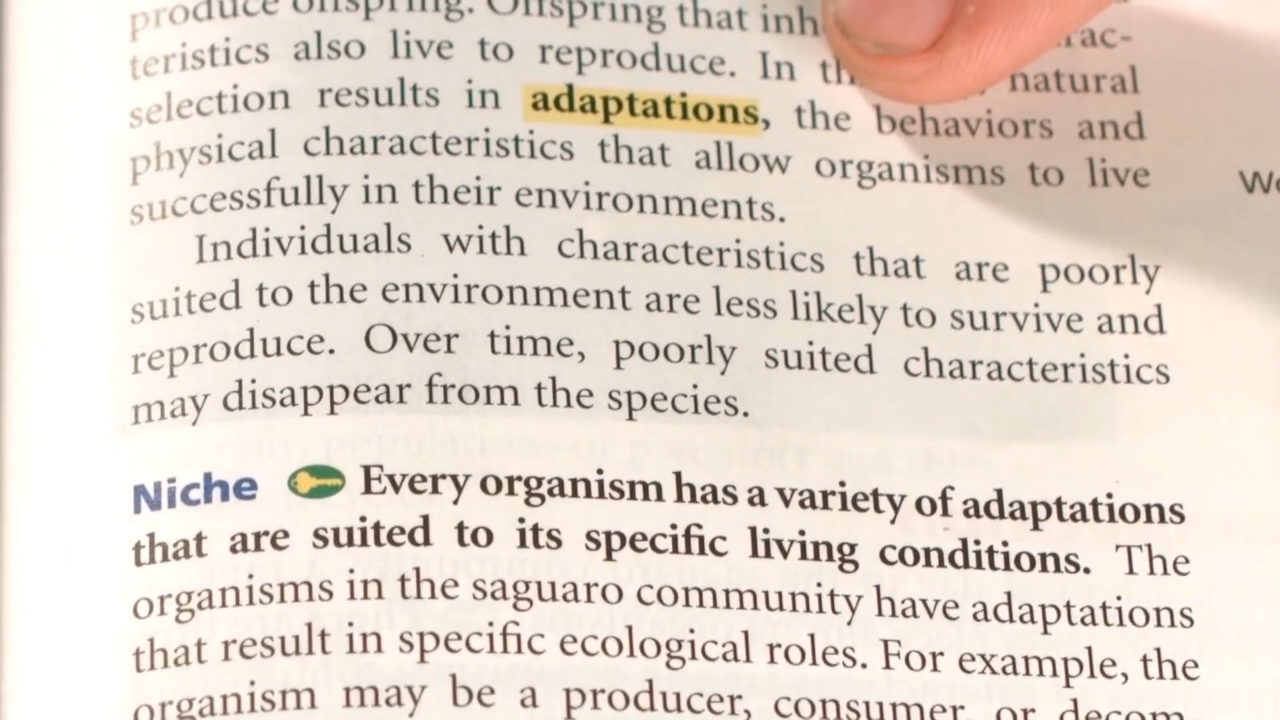 produce offspring. Offspring that inh rac-
teristics also live to reproduce. In th natural
selection results in adaptations, the behaviors and
physical characteristics that allow organisms to live
successfully in their environments.
Individuals with characteristics that are poorly
suited to the environment are less likely to survive and
reproduce. Over time, poorly suited characteristics
may disappear from the species.
Niche Every organism has a variety of adaptations
that are suited to its specific living conditions. The
organisms in the saguaro community have adaptations
that result in specific ecological roles. For example, the
organism may be a producer, consumer, or decom